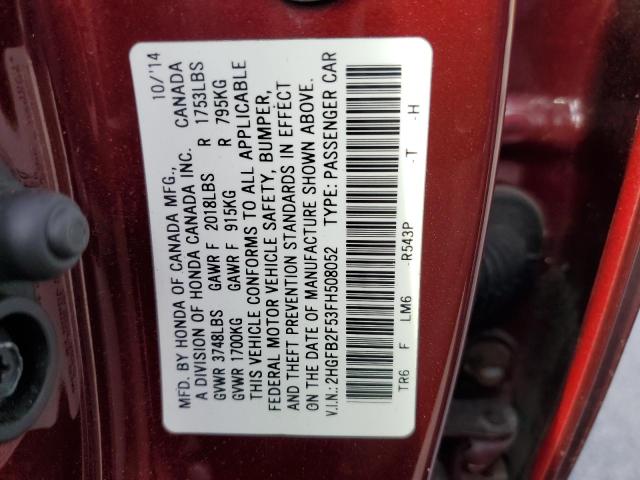 10/'14
MFD. BY HONDA OF CANADA MFG.,
A DIVISION OF HONDA CANADA INC. CANADA
GVWR 3748LBS GAWR F 2018LBS R 1753LBS
GVWR 1700KG GAWR F 915KG R 795KG
THIS VEHICLE CONFORMS TO ALL APPLICABLE
FEDERAL MOTOR VEHICLE SAFETY, BUMPER,
AND THEFT PREVENTION STANDARDS IN EFFECT
ON THE DATE OF MANUFACTURE SHOWN ABOVE.
V.I.N.: 2HGFB2F53FH508052 TYPE: PASSENGER CAR
TR6 F LM6 -R543P -T -H